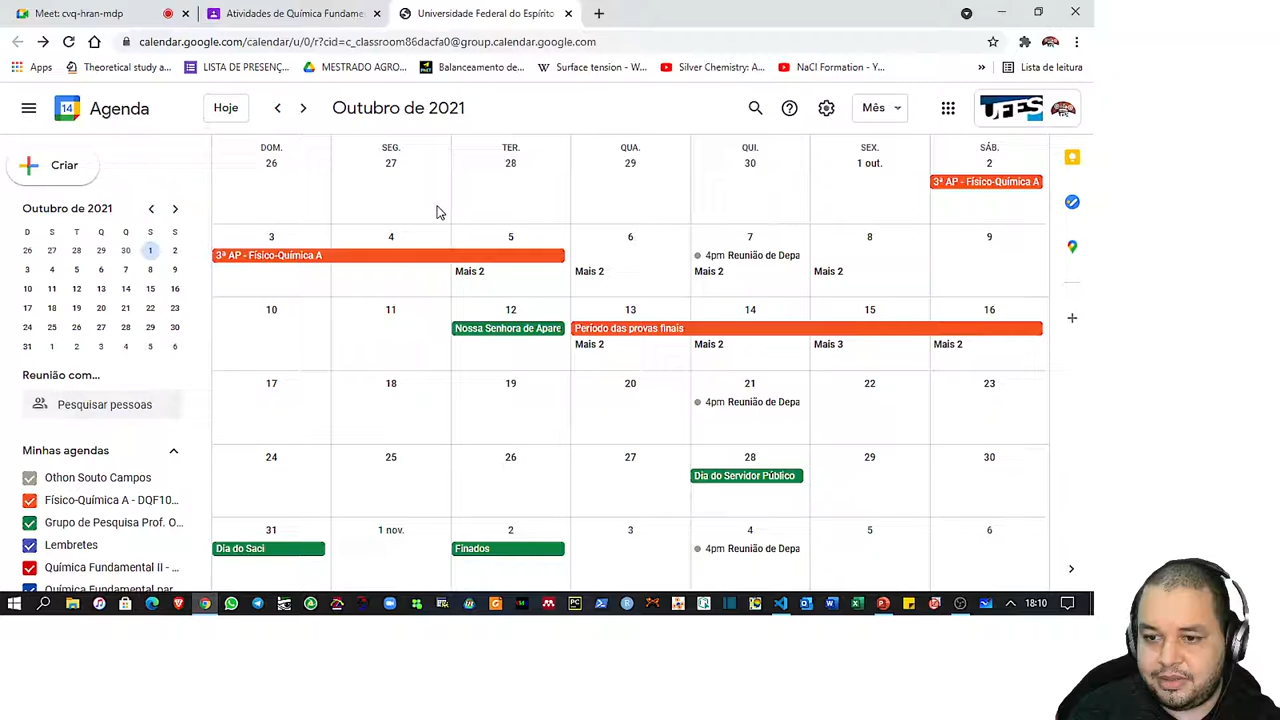 Meet: cvq-hran-mdp
Atividades de Química Fundame
Universidade Federal do Espírito
calendar.google.com/calendar/u/0/r?cid=c_classroom86dacfa0@group.calendar.google.com
Apps
Theoretical study a...
LISTA DE PRESENÇ...
MESTRADO AGRO...
Balanceamento de...
Surface tension - W...
Silver Chemistry: A...
NaCl Formation - Y...
»
Lista de leitura
14
Agenda
Hoje
Outubro de 2021
Mês
UFES
Criar
DOM. SEG. TER. QUA. QUI. SEX. SÁB.
26 27 28 29 30 1 out. 2
3ª AP - Físico-Química A
Outubro de 2021
D S T Q Q S S
26 27 28 29 30 1 2
3 4 5 6 7 8 9
10 11 12 13 14 15 16
17 18 19 20 21 22 23
24 25 26 27 28 29 30
31 1 2 3 4 5 6
3 4 5 6 7 8 9
3ª AP - Físico-Química A
4pm Reunião de Depa
Mais 2 Mais 2 Mais 2 Mais 2
10 11 12 13 14 15 16
Nossa Senhora de Apare
Período das provas finais
Mais 2 Mais 2 Mais 3 Mais 2
17 18 19 20 21 22 23
4pm Reunião de Depa
24 25 26 27 28 29 30
Dia do Servidor Público
31 1 nov. 2 3 4 5 6
Dia do Saci
Finados
4pm Reunião de Depa
Reunião com...
Pesquisar pessoas
Minhas agendas
Othon Souto Campos
Físico-Química A - DQF10...
Grupo de Pesquisa Prof. O...
Lembretes
Química Fundamental II - ...
Química Fundamental par
18:10